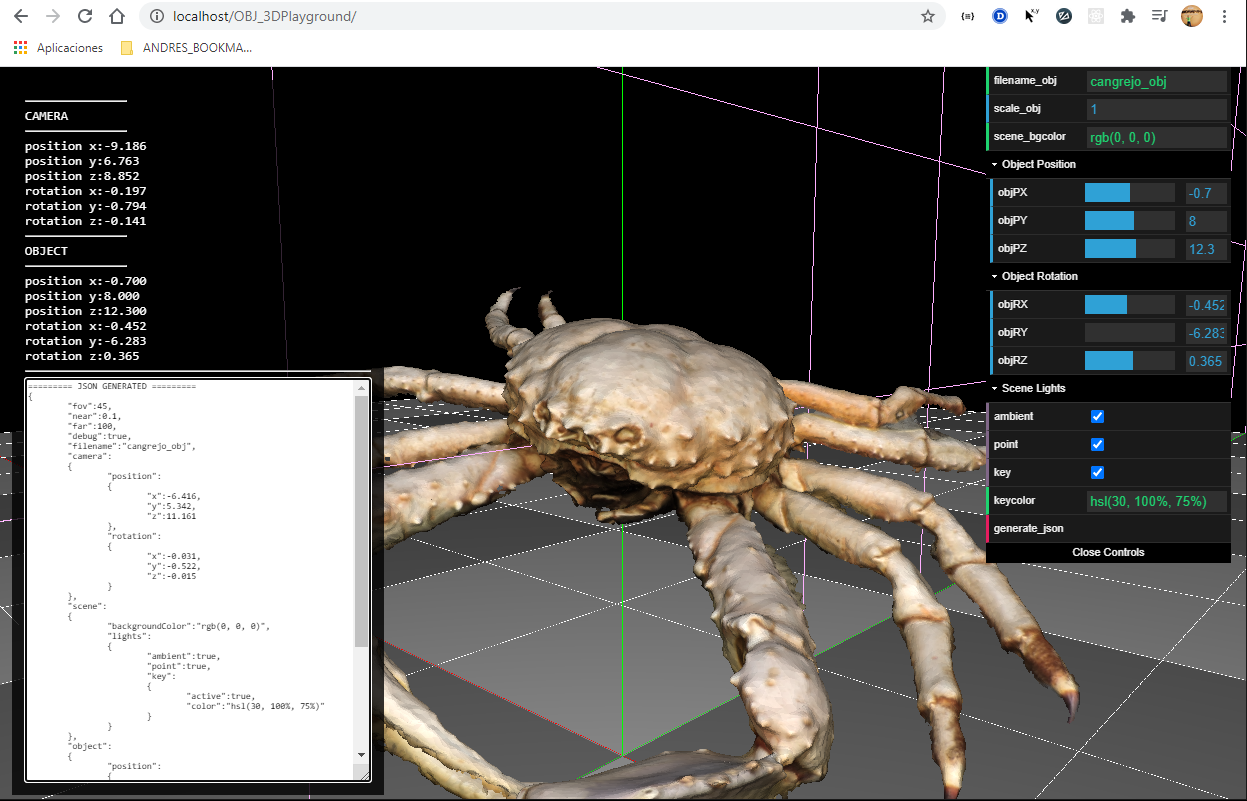 localhost/OBJ_3DPlayground/
Aplicaciones ANDRES_BOOKMA...
CAMERA
position x:-9.186
position y:6.763
position z:8.852
rotation x:-0.197
rotation y:-0.794
rotation z:-0.141
OBJECT
position x:-0.700
position y:8.000
position z:12.300
rotation x:-0.452
rotation y:-6.283
rotation z:0.365
========= JSON GENERATED =========
{
"fov":45,
"near":0.1,
"far":100,
"debug":true,
"filename":"cangrejo_obj",
"camera":
{
"position":
{
"x":-6.416,
"y":5.342,
"z":11.161
},
"rotation":
{
"x":-0.031,
"y":-0.522,
"z":-0.015
}
},
"scene":
{
"backgroundColor":"rgb(0, 0, 0)",
"lights":
{
"ambient":true,
"point":true,
"key":
{
"active":true,
"color":"hsl(30, 100%, 75%)"
}
}
},
"object":
{
"position":
{
filename_obj cangrejo_obj
scale_obj 1
scene_bgcolor rgb(0, 0, 0)
Object Position
objPX -0.7
objPY 8
objPZ 12.3
Object Rotation
objRX -0.452
objRY -6.283
objRZ 0.365
Scene Lights
ambient
point
key
keycolor hsl(30, 100%, 75%)
generate_json
Close Controls